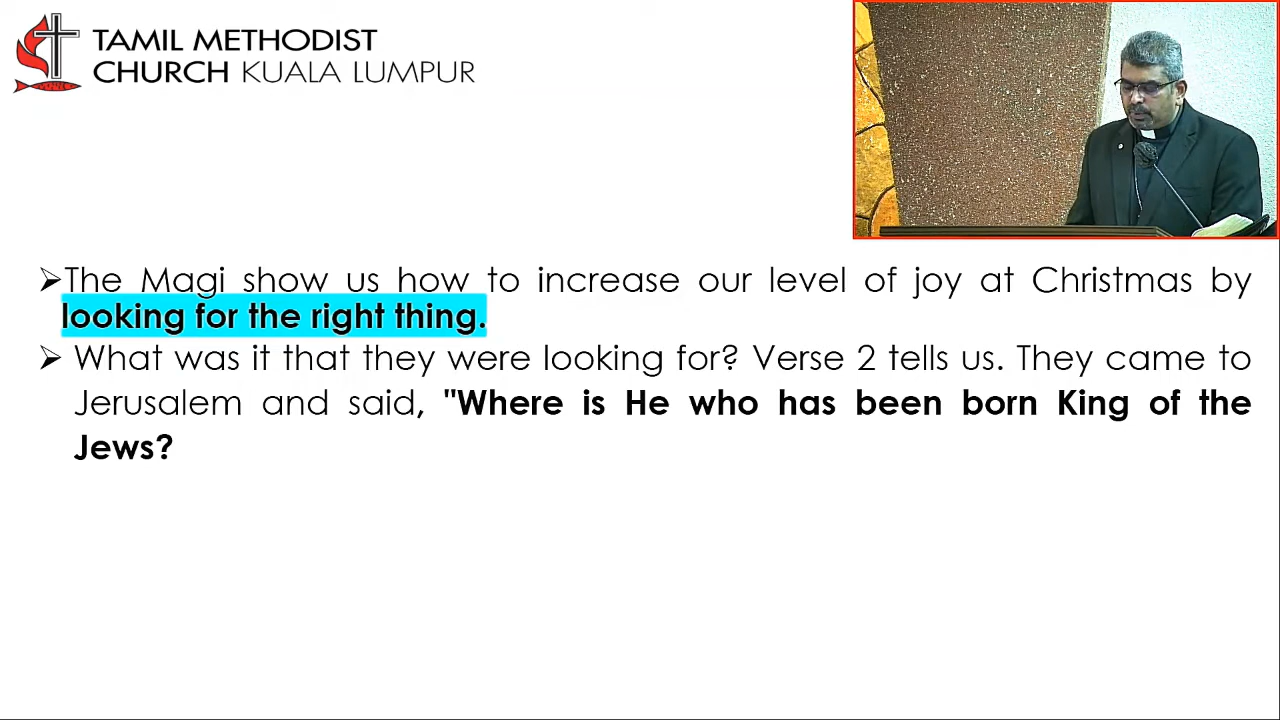 TAMIL METHODIST
CHURCH KUALA LUMPUR
➢The Magi show us how to increase our level of joy at Christmas by
looking for the right thing.
➢ What was it that they were looking for? Verse 2 tells us. They came to
Jerusalem and said, "Where is He who has been born King of the
Jews?